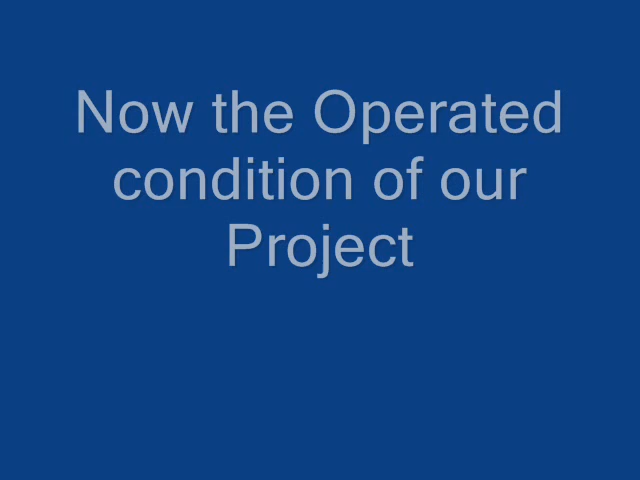 Now the Operated
condition of our
Project